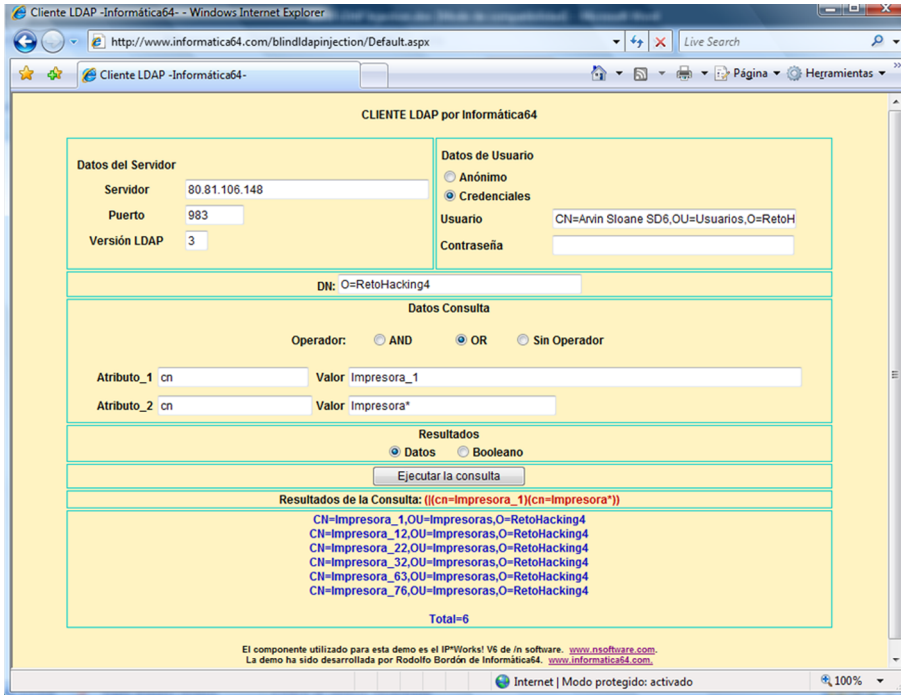 Cliente LDAP -Informática64- - Windows Internet Explorer
http://www.informatica64.com/blindldapinjection/Default.aspx
Live Search
Cliente LDAP -Informática64-
Página
Herramientas
CLIENTE LDAP por Informática64
Datos del Servidor
Servidor 80.81.106.148
Puerto 983
Versión LDAP 3
Datos de Usuario
Anónimo
Credenciales
Usuario CN=Arvin Sloane SD6,OU=Usuarios,O=RetoH
Contraseña
DN: O=RetoHacking4
Datos Consulta
Operador: AND OR Sin Operador
Atributo_1 cn Valor Impresora_1
Atributo_2 cn Valor Impresora*
Resultados
Datos Booleano
Ejecutar la consulta
Resultados de la Consulta: (|(cn=Impresora_1)(cn=Impresora*))
CN=Impresora_1,OU=Impresoras,O=RetoHacking4
CN=Impresora_12,OU=Impresoras,O=RetoHacking4
CN=Impresora_22,OU=Impresoras,O=RetoHacking4
CN=Impresora_32,OU=Impresoras,O=RetoHacking4
CN=Impresora_63,OU=Impresoras,O=RetoHacking4
CN=Impresora_76,OU=Impresoras,O=RetoHacking4
Total=6
El componente utilizado para esta demo es el IP*Works! V6 de /n software. www.nsoftware.com.
La demo ha sido desarrollada por Rodolfo Bordón de Informática64. www.informatica64.com.
Internet | Modo protegido: activado
100%